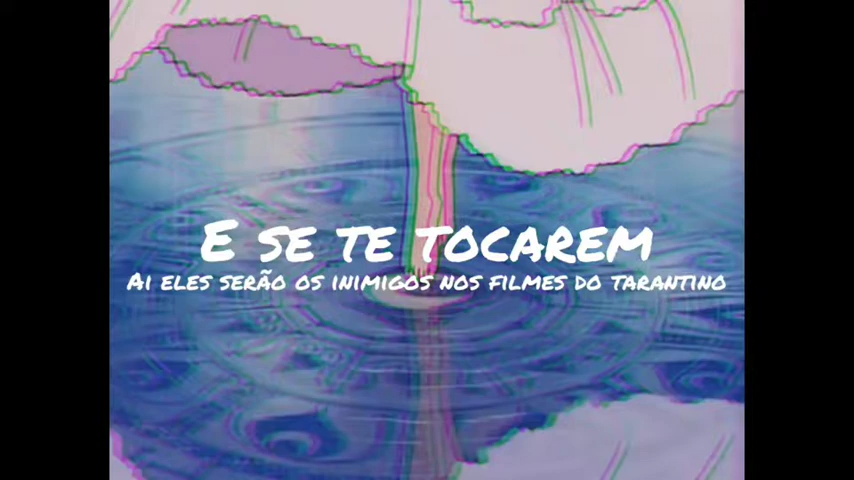 E se te tocarem
Ai eles serão os inimigos nos filmes do tarantino